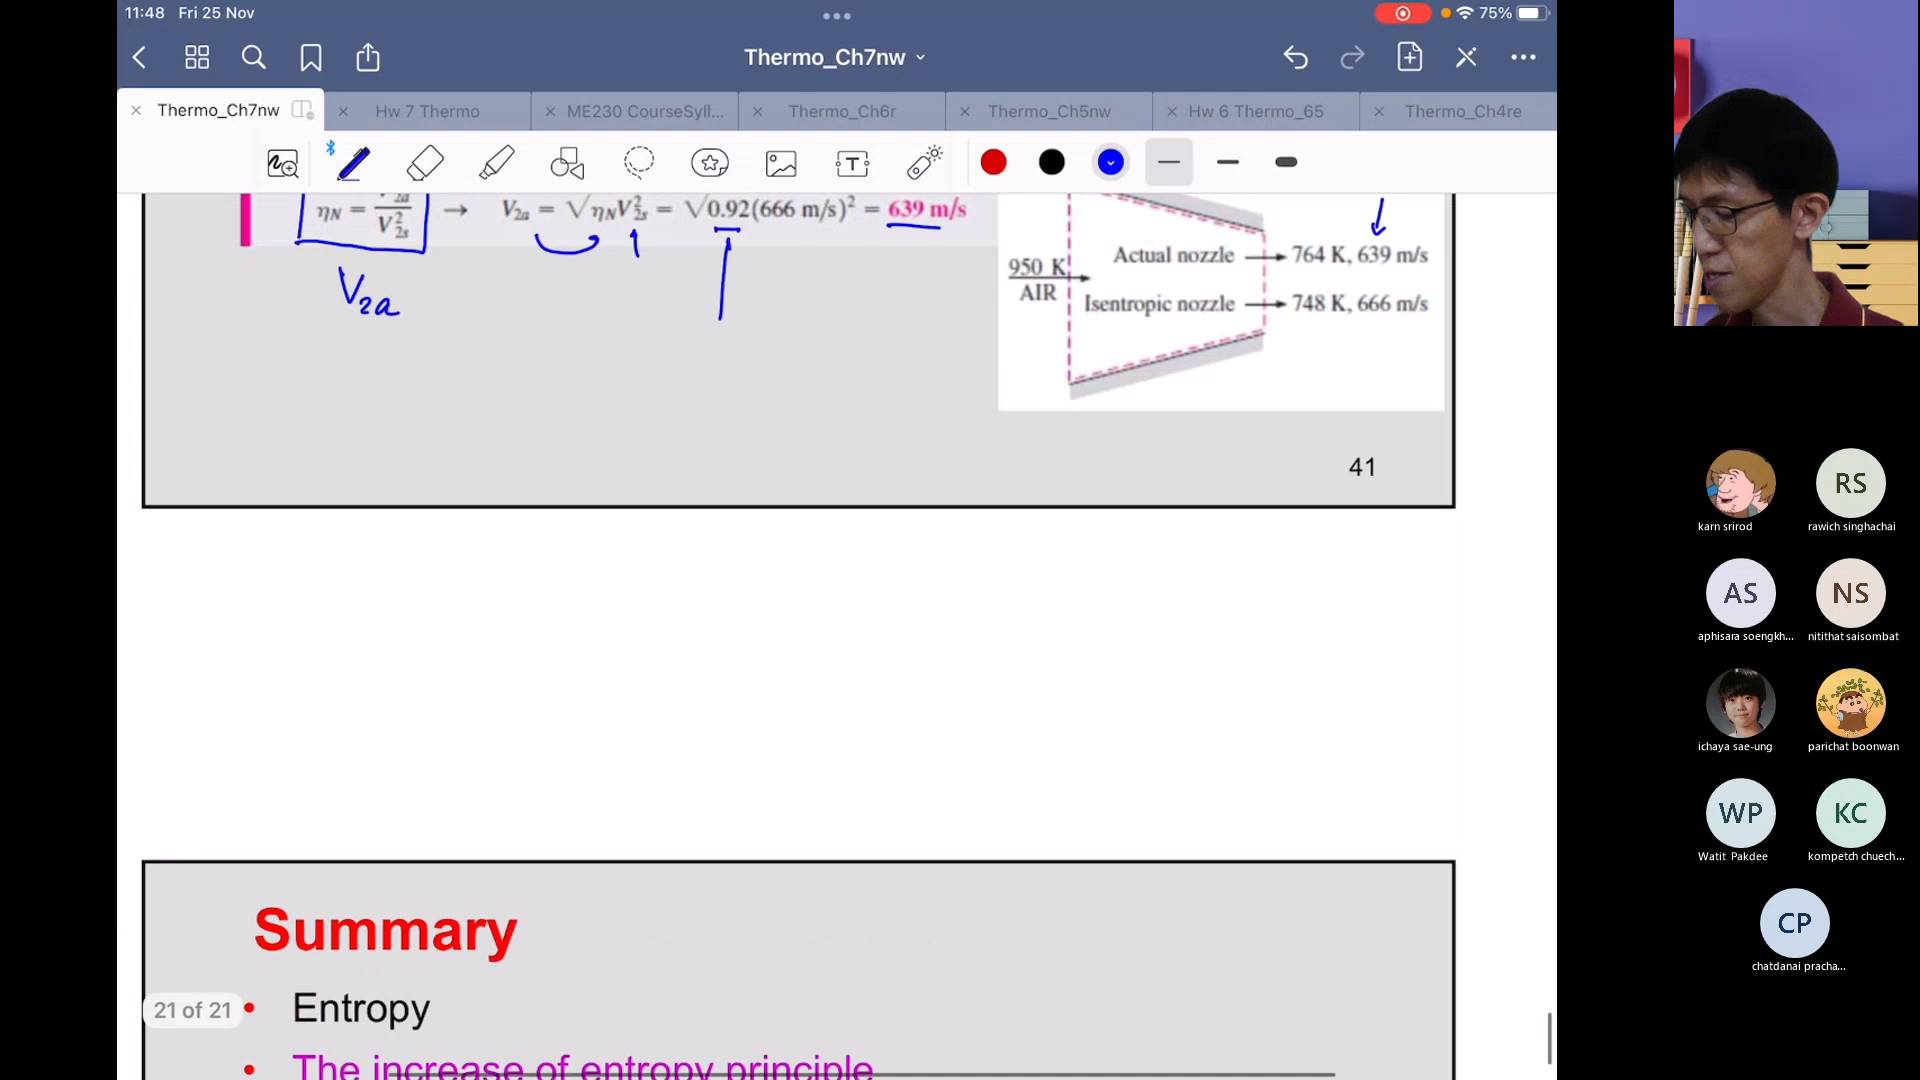 11:48 Fri 25 Nov
75%
Thermo_Ch7nw
Thermo_Ch7nw
Hw 7 Thermo
ME230 CourseSyll...
Thermo_Ch6r
Thermo_Ch5nw
Hw 6 Thermo_65
Thermo_Ch4re
T
ηN = V2a/V²2s → V2a = √ηNV²2s = √0.92(666 m/s)² = 639 m/s
V2a
Actual nozzle → 764 K, 639 m/s
950 K
AIR
Isentropic nozzle → 748 K, 666 m/s
41
Summary
21 of 21
• Entropy
• The increase of entropy principle
karn srirod
RS
rawich singhachai
AS
aphisara soengkh...
NS
nitithat saisombat
ichaya sae-ung
parichat boonwan
WP
Watit Pakdee
KC
kompetch chuech...
CP
chatdanai pracha...